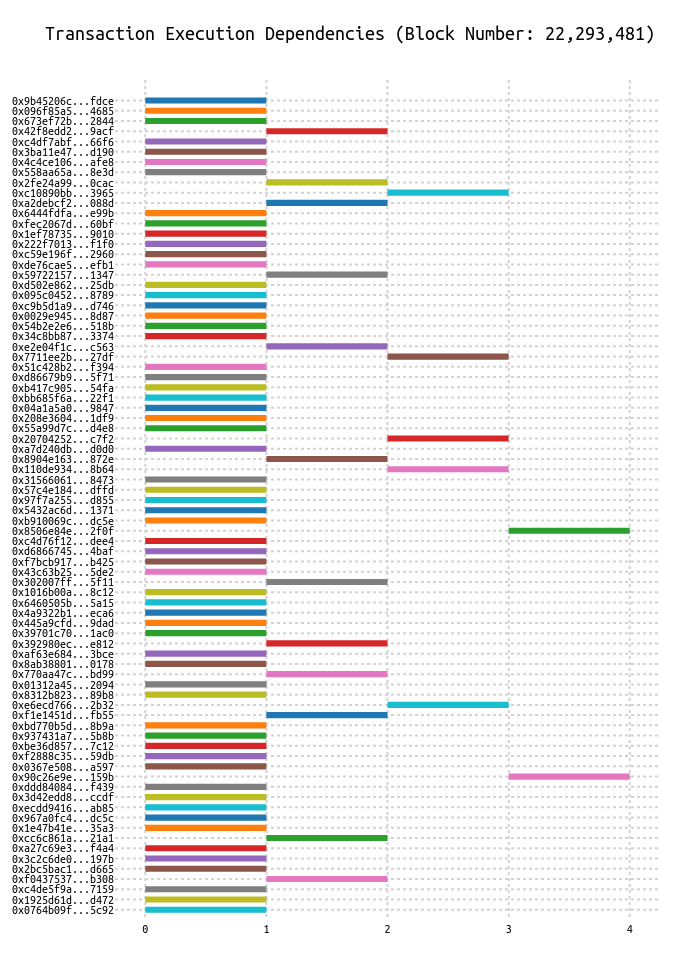 Transaction Execution Dependencies (Block Number: 22,293,481)
0x9b45206c...fdce
0x096f85a5...4685
0x673ef72b...2844
0x42f8edd2...9acf
0xc4df7abf...66f6
0x3ba11e47...d190
0x4c4ce106...afe8
0x558aa65a...8e3d
0x2fe24a99...0cac
0xc10890bb...3965
0xa2debcf2...088d
0x6444fdfa...e99b
0xfec2067d...60bf
0x1ef78735...9010
0x222f7013...f1f0
0xc59e196f...2960
0xde76cae5...efb1
0x59722157...1347
0xd502e862...25db
0x095c0452...8789
0xc9b5d1a9...d746
0x0029e945...8d87
0x54b2e2e6...518b
0x34c8bb87...3374
0xe2e04f1c...c563
0x7711ee2b...27df
0x51c428b2...f394
0xd86679b9...5f71
0xb417c905...54fa
0xbb685f6a...22f1
0x04a1a5a0...9847
0x208e3604...1df9
0x55a99d7c...d4e8
0x20704252...c7f2
0xa7d240db...d0d0
0x8904e163...872e
0x110de934...8b64
0x31566061...8473
0x57c4e184...dffd
0x97f7a255...d855
0x5432ac6d...1371
0xb910069c...dc5e
0x8506e84e...2f0f
0xc4d76f12...dee4
0xd6866745...4baf
0xf7bcb917...b425
0x43c63b25...5de2
0x302007ff...5f11
0x1016b00a...8c12
0x6460505b...5a15
0x4a9322b1...eca6
0x445a9cfd...9dad
0x39701c70...1ac0
0x392980ec...e812
0xaf63e684...3bce
0x8ab38801...0178
0x770aa47c...bd99
0x01312a45...2094
0x8312b823...89b8
0xe6ecd766...2b32
0xf1e1451d...fb55
0xbd770b5d...8b9a
0x937431a7...5b8b
0xbe36d857...7c12
0xf2888c35...59db
0x0367e508...a597
0x90c26e9e...159b
0xddd84084...f439
0x3d42edd8...ccdf
0xecdd9416...ab85
0x967a0fc4...dc5c
0x1e47b41e...35a3
0xcc6c861a...21a1
0xa27c69e3...f4a4
0x3c2c6de0...197b
0x2bc5bac1...d665
0xf0437537...b308
0xc4de5f9a...7159
0x1925d61d...d472
0x0764b09f...5c92
0 1 2 3 4